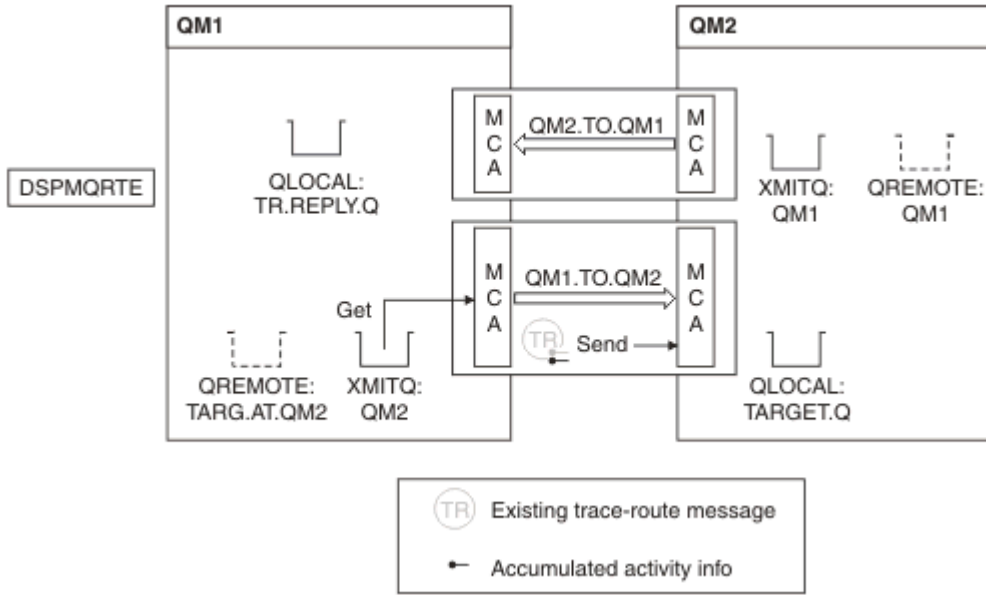 QM1
QM2
DSPMQRTE
QLOCAL:
TR.REPLY.Q
M
C
A
QM2.TO.QM1
M
C
A
XMITQ:
QM1
QREMOTE:
QM1
Get
M
C
A
QM1.TO.QM2
TR
Send
M
C
A
QREMOTE:
TARG.AT.QM2
XMITQ:
QM2
QLOCAL:
TARGET.Q
TR Existing trace-route message
Accumulated activity info